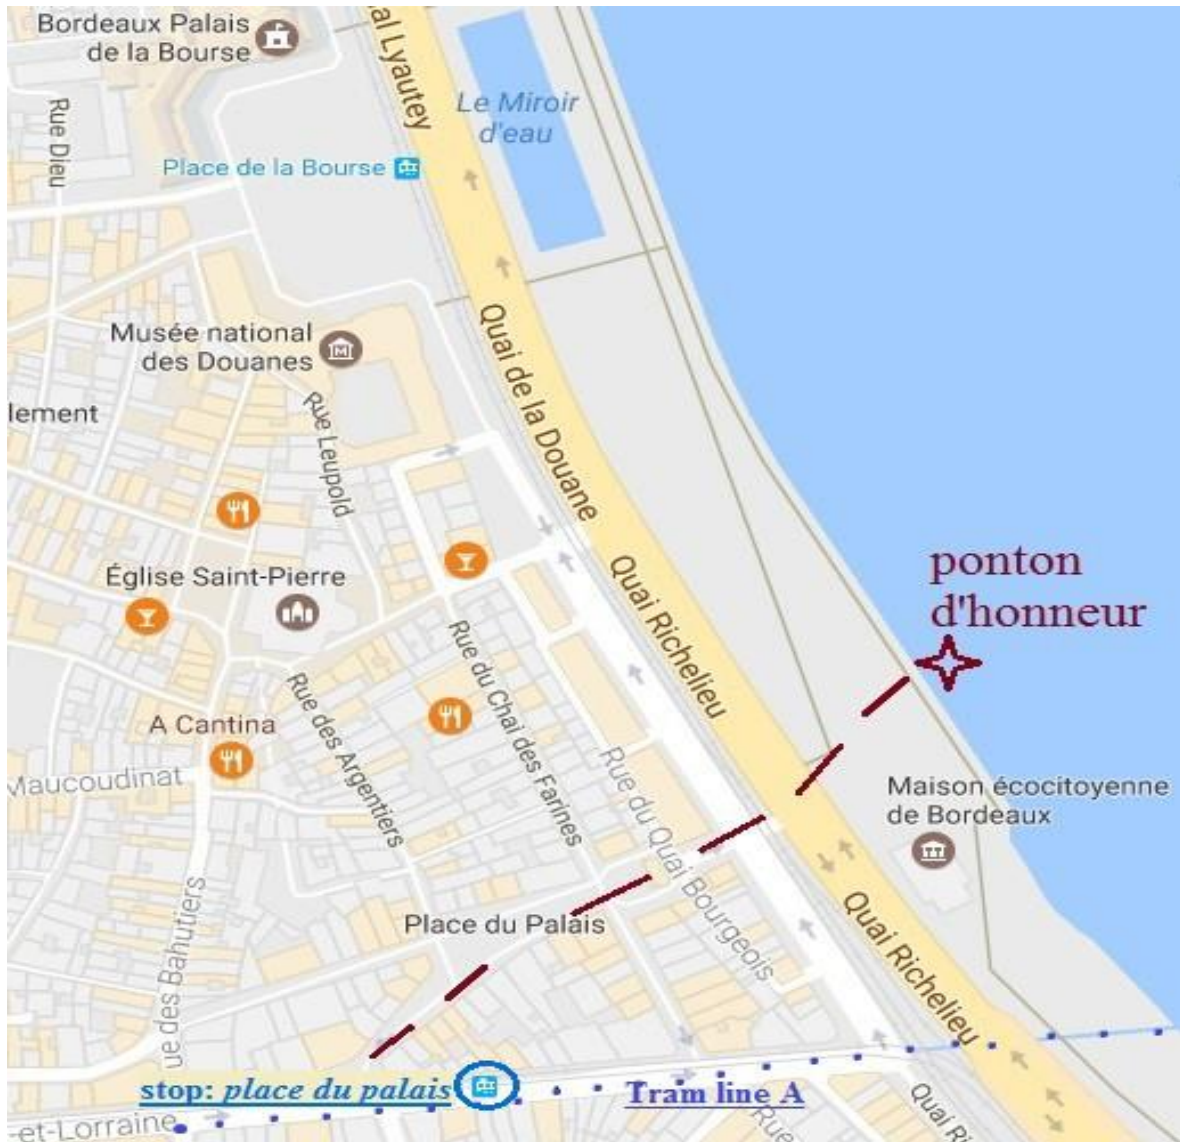 Bordeaux Palais
de la Bourse
al Lyautey
Le Miroir
d'eau
Rue Dieu
Place de la Bourse
Musée national
des Douanes
Quai de la Douane
lement
Rue Leupold
ponton
d'honneur
Église Saint-Pierre
Quai Richelieu
Rue du Chai des Farines
Rue des Argentiers
A Cantina
Maucoudinat
Rue du Quai Bourgeois
Maison écocitoyenne
de Bordeaux
Place du Palais
Quai Richelieu
ue des Bahutiers
stop: place du palais
Tram line A
et-Lorraine
Rue
Quai Ri